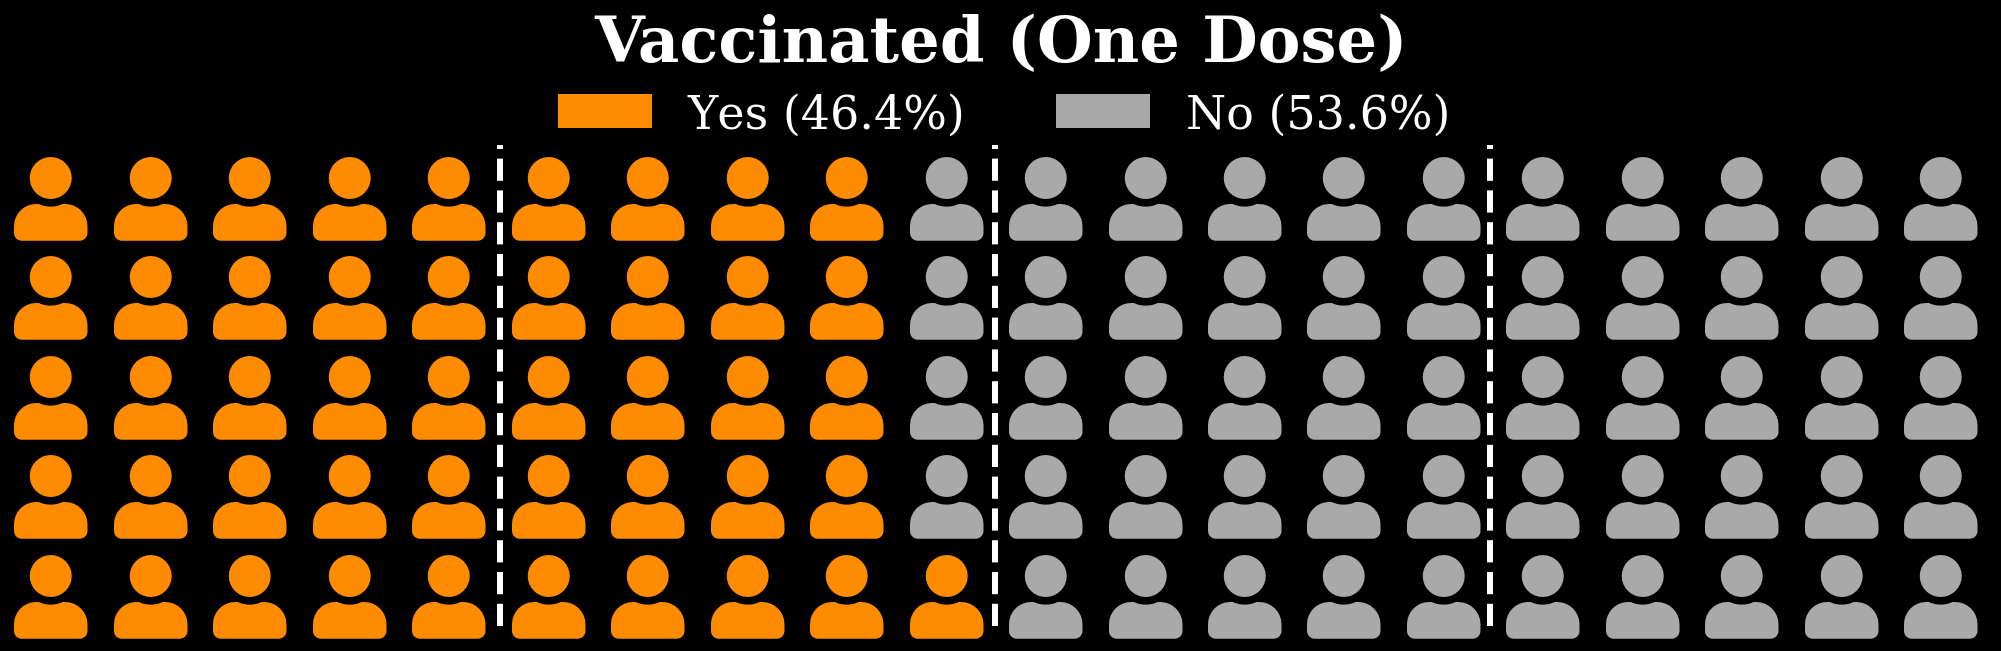 Vaccinated (One Dose)
Yes (46.4%) No (53.6%)